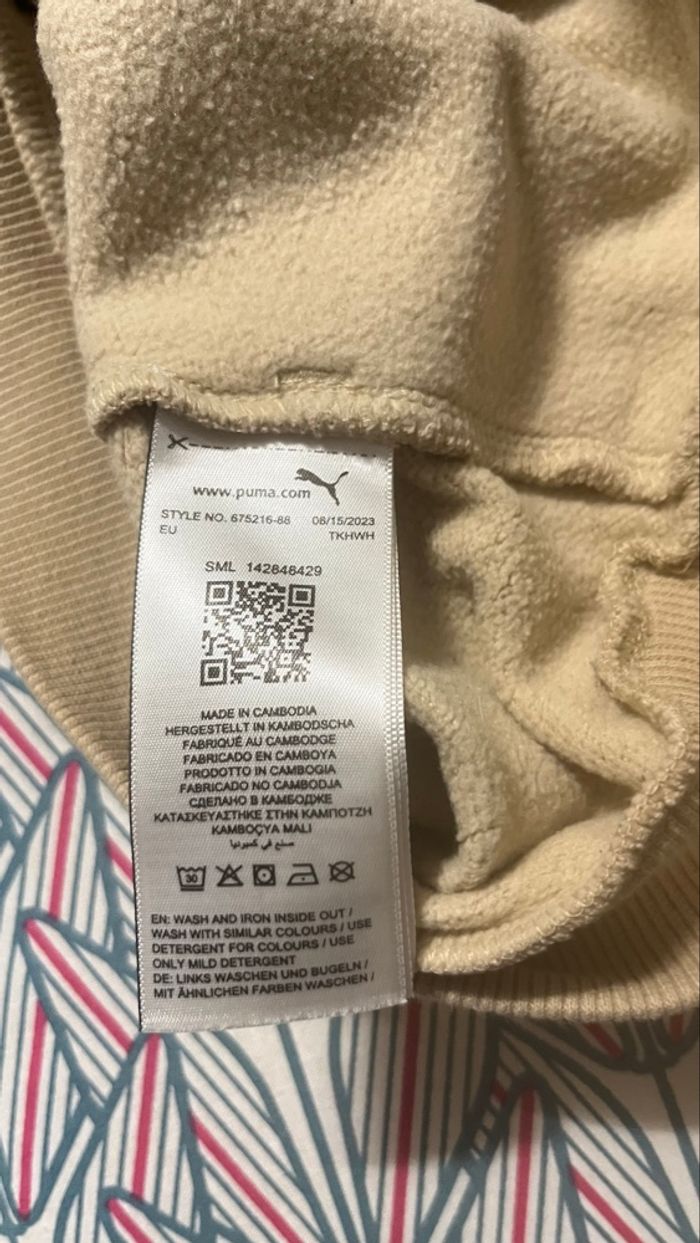 www.puma.com
STYLE NO. 675216-88 08/15/2023
EU TKHWH
SML 142848429
MADE IN CAMBODIA
HERGESTELLT IN KAMBODSCHA
FABRIQUÉ AU CAMBODGE
FABRICADO EN CAMBOYA
PRODOTTO IN CAMBOGIA
FABRICADO NO CAMBODJA
СДЕЛАНО В КАМБОДЖЕ
ΚΑΤΑΣΚΕΥΑΣΤΗΚΕ ΣΤΗΝ ΚΑΜΠΟΤΖΗ
KAMBOÇYA MALI
صنع في كمبوديا
30
EN: WASH AND IRON INSIDE OUT /
WASH WITH SIMILAR COLOURS / USE
DETERGENT FOR COLOURS / USE
ONLY MILD DETERGENT
DE: LINKS WASCHEN UND BÜGELN /
MIT ÄHNLICHEN FARBEN WASCHEN /